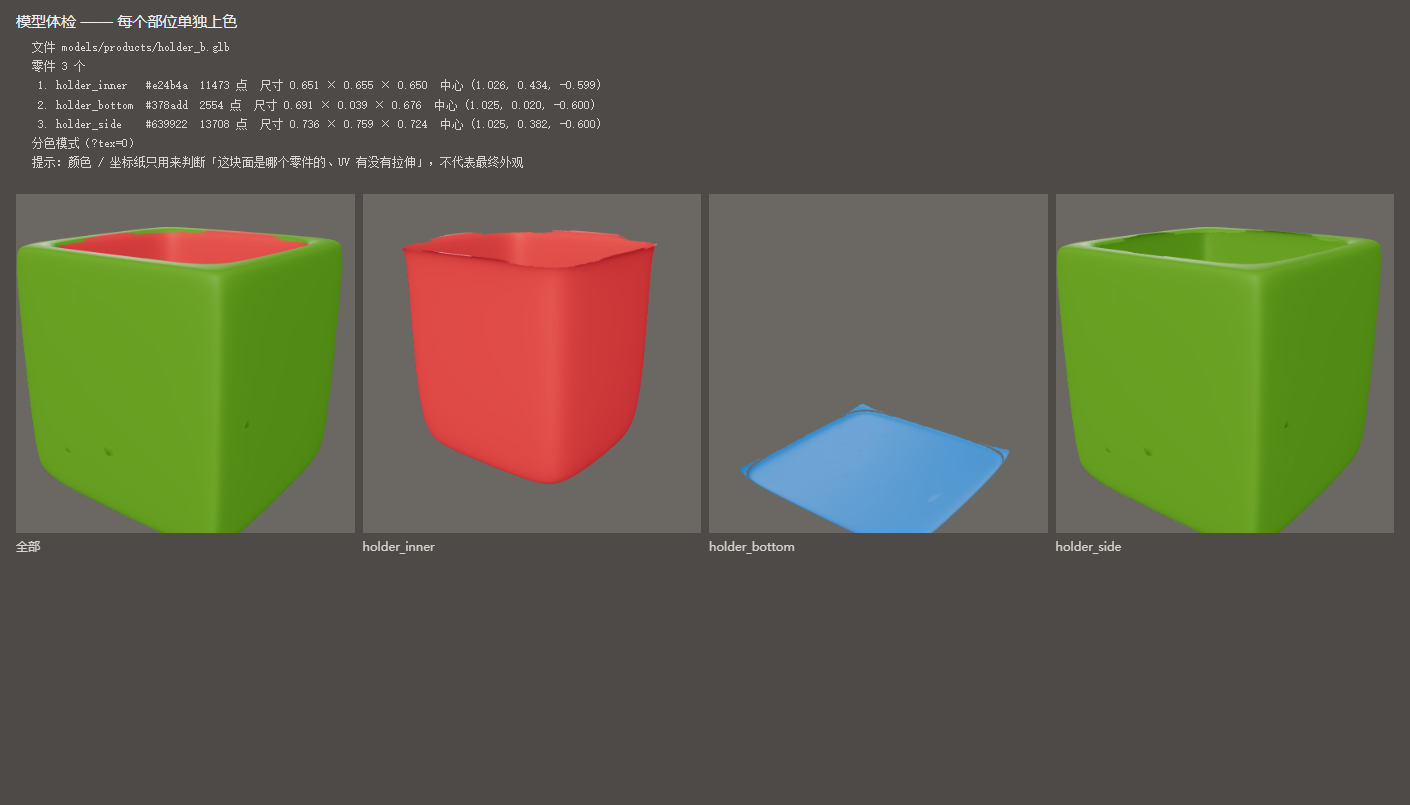 模型体检 —— 每个部位单独上色
文件 models/products/holder_b.glb
零件 3 个
1. holder_inner #e24b4a 11473 点 尺寸 0.651 × 0.655 × 0.650 中心 (1.026, 0.434, -0.599)
2. holder_bottom #378add 2554 点 尺寸 0.691 × 0.039 × 0.676 中心 (1.025, 0.020, -0.600)
3. holder_side #639922 13708 点 尺寸 0.736 × 0.759 × 0.724 中心 (1.025, 0.382, -0.600)
分色模式（?tex=0）
提示: 颜色 / 坐标纸只用来判断「这块面是哪个零件的、UV 有没有拉伸」, 不代表最终外观
全部
holder_inner
holder_bottom
holder_side